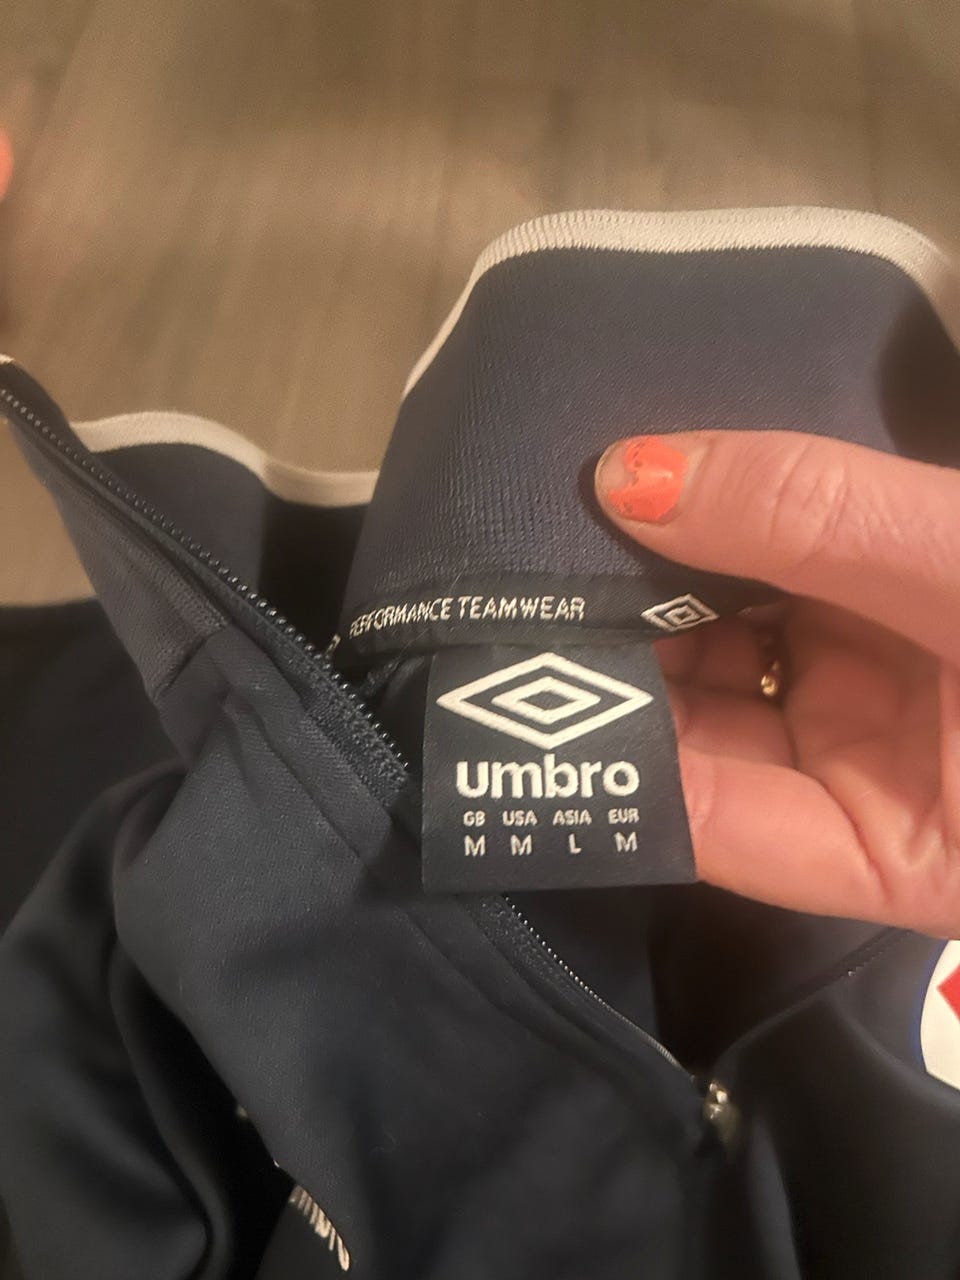 PERFORMANCE TEAMWEAR
umbro
GB USA ASIA EUR
M M L M